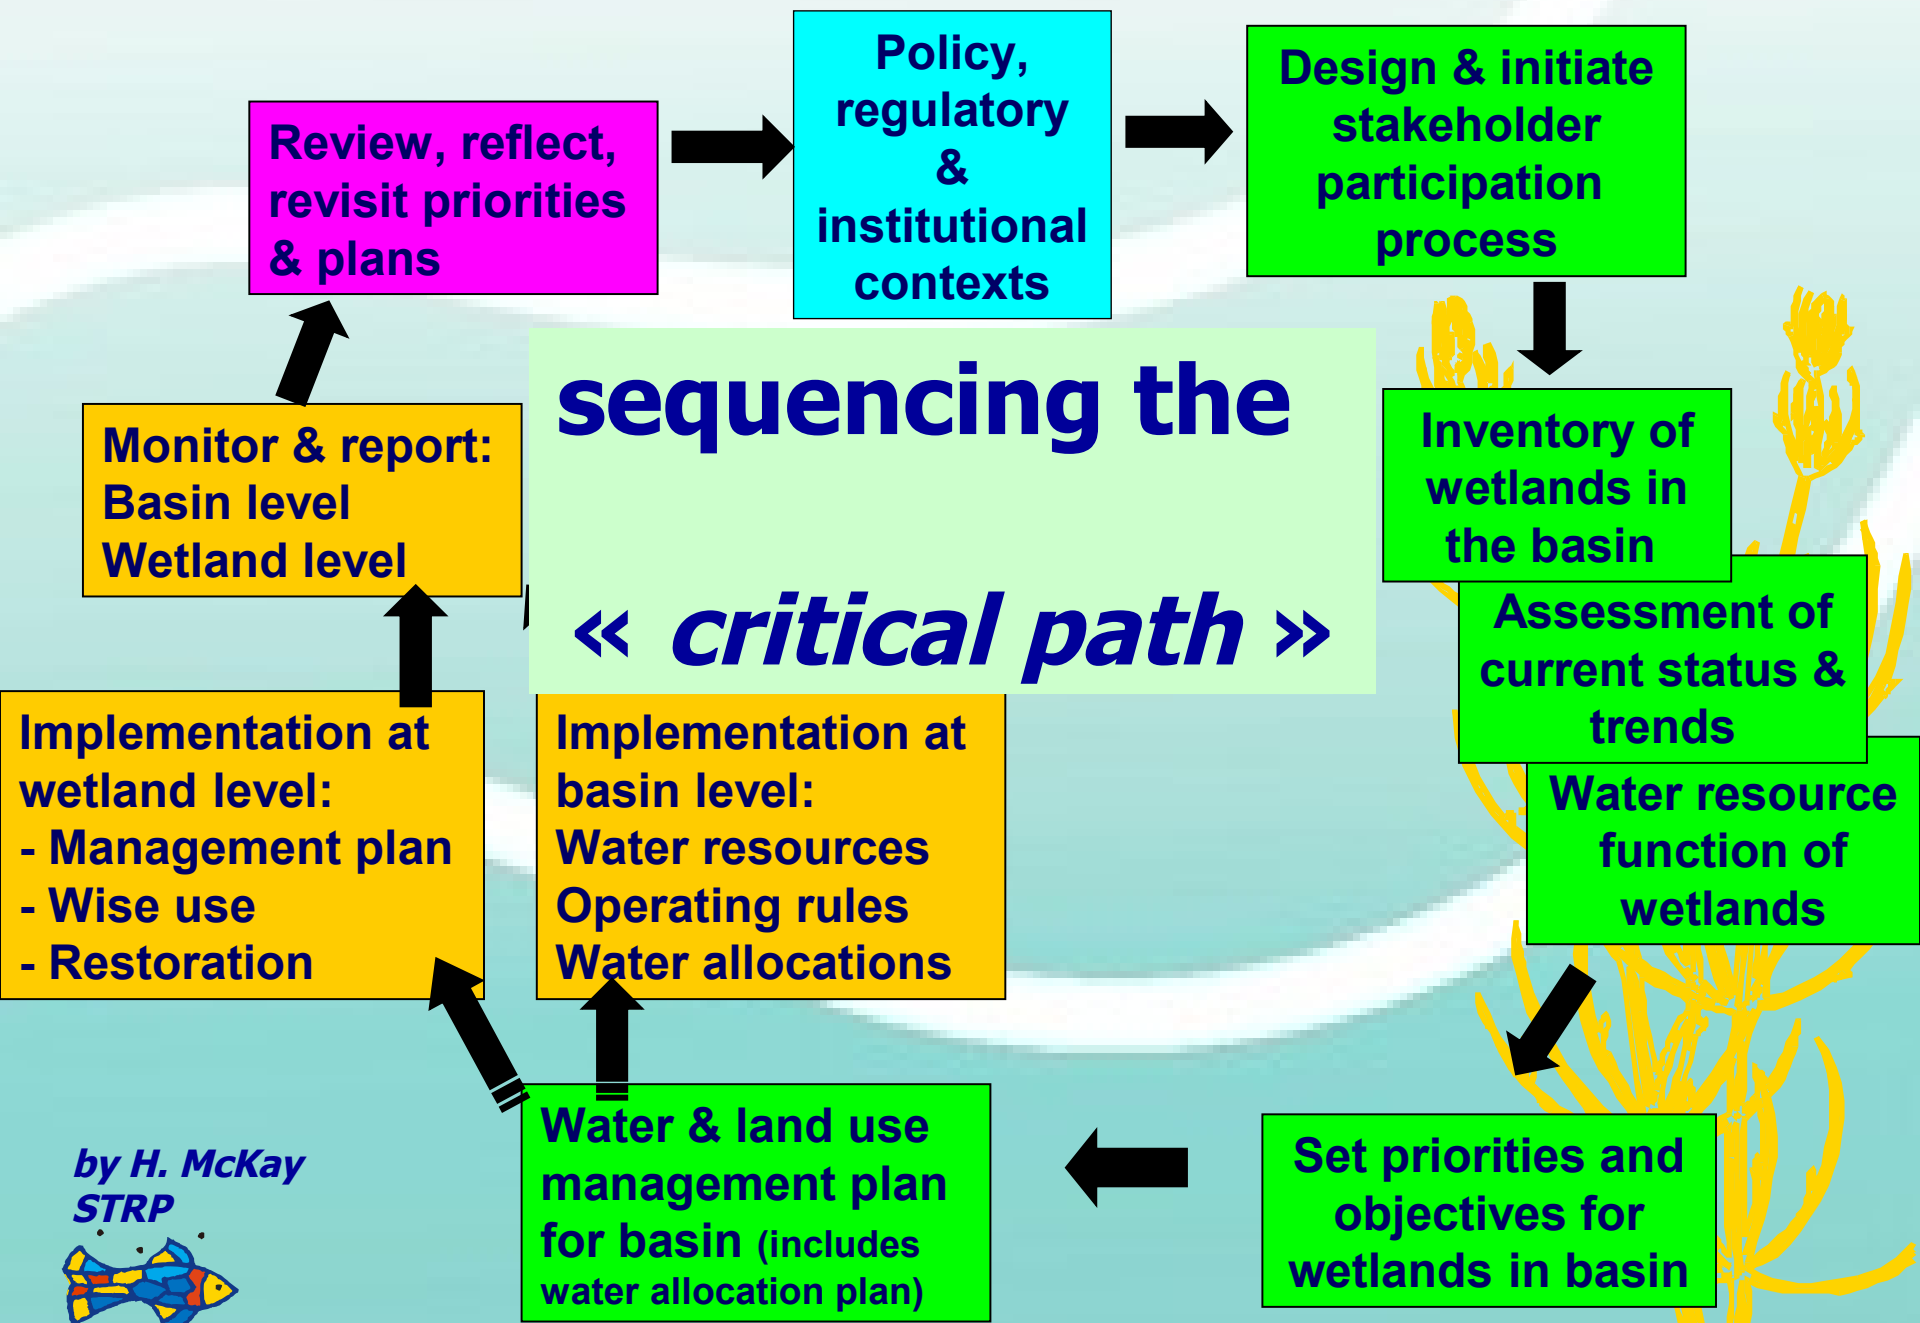 Policy,
regulatory
&
institutional
contexts
Design & initiate
stakeholder
participation
process
Review, reflect,
revisit priorities
& plans
sequencing the
« critical path »
Inventory of
wetlands in
the basin
Assessment of
current status &
trends
Water resource
function of
wetlands
Set priorities and
objectives for
wetlands in basin
Water & land use
management plan
for basin (includes
water allocation plan)
Implementation at
basin level:
Water resources
Operating rules
Water allocations
Implementation at
wetland level:
- Management plan
- Wise use
- Restoration
Monitor & report:
Basin level
Wetland level
by H. McKay
STRP